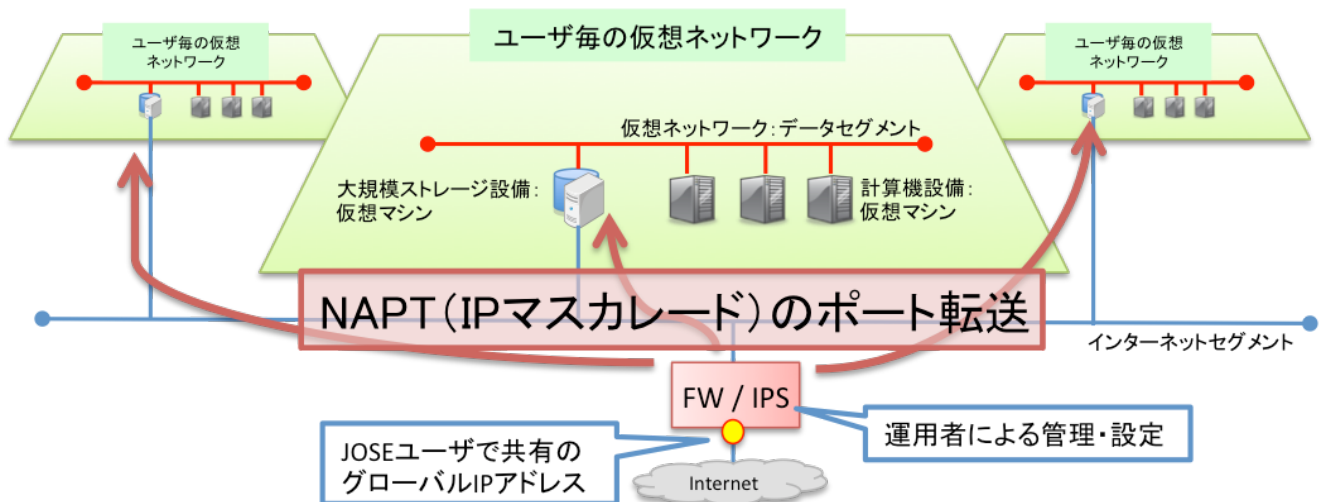 ユーザ毎の仮想
ネットワーク
ユーザ毎の仮想ネットワーク
ユーザ毎の仮想
ネットワーク
仮想ネットワーク：データセグメント
大規模ストレージ設備：
仮想マシン
計算機設備：
仮想マシン
NAPT（IPマスカレード）のポート転送
インターネットセグメント
FW / IPS
JOSEユーザで共有の
グローバルIPアドレス
運用者による管理・設定
Internet